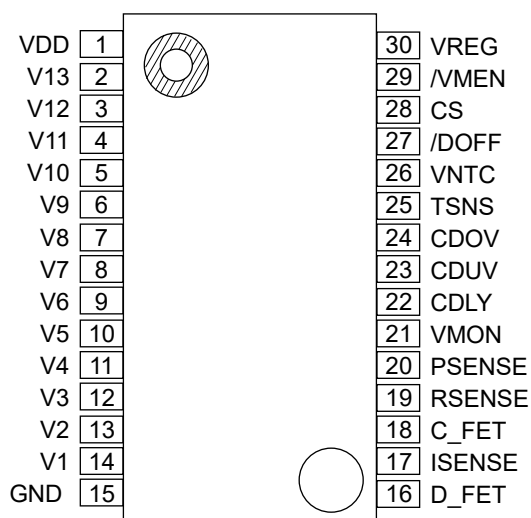 VDD 1 30 VREG
V13 2 29 /VMEN
V12 3 28 CS
V11 4 27 /DOFF
V10 5 26 VNTC
V9 6 25 TSNS
V8 7 24 CDOV
V7 8 23 CDUV
V6 9 22 CDLY
V5 10 21 VMON
V4 11 20 PSENSE
V3 12 19 RSENSE
V2 13 18 C_FET
V1 14 17 ISENSE
GND 15 16 D_FET